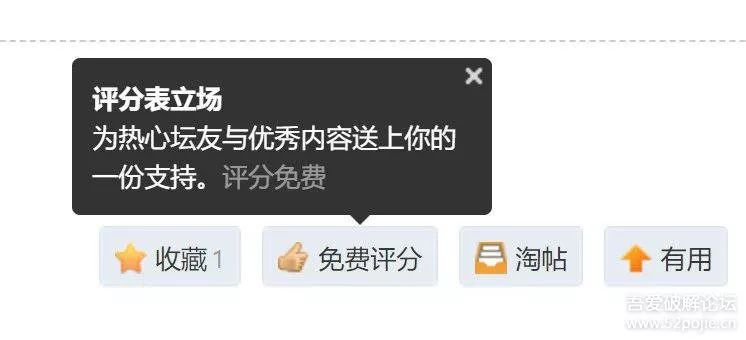 评分表立场
为热心坛友与优秀内容送上你的
一份支持。评分免费
收藏 1 免费评分 淘帖 有用
吾爱破解论坛
www.52pojie.cn